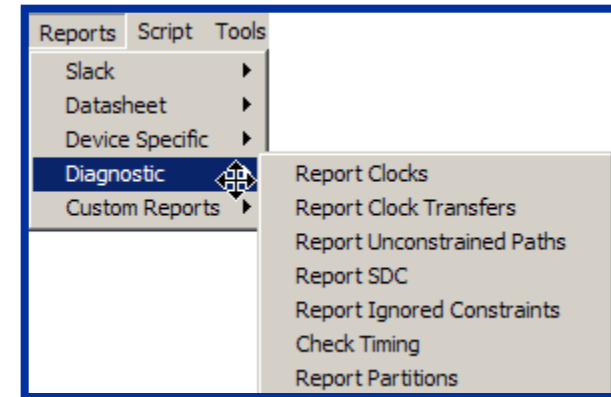 Reports Script Tools
Slack
Datasheet
Device Specific
Diagnostic
Custom Reports
Report Clocks
Report Clock Transfers
Report Unconstrained Paths
Report SDC
Report Ignored Constraints
Check Timing
Report Partitions